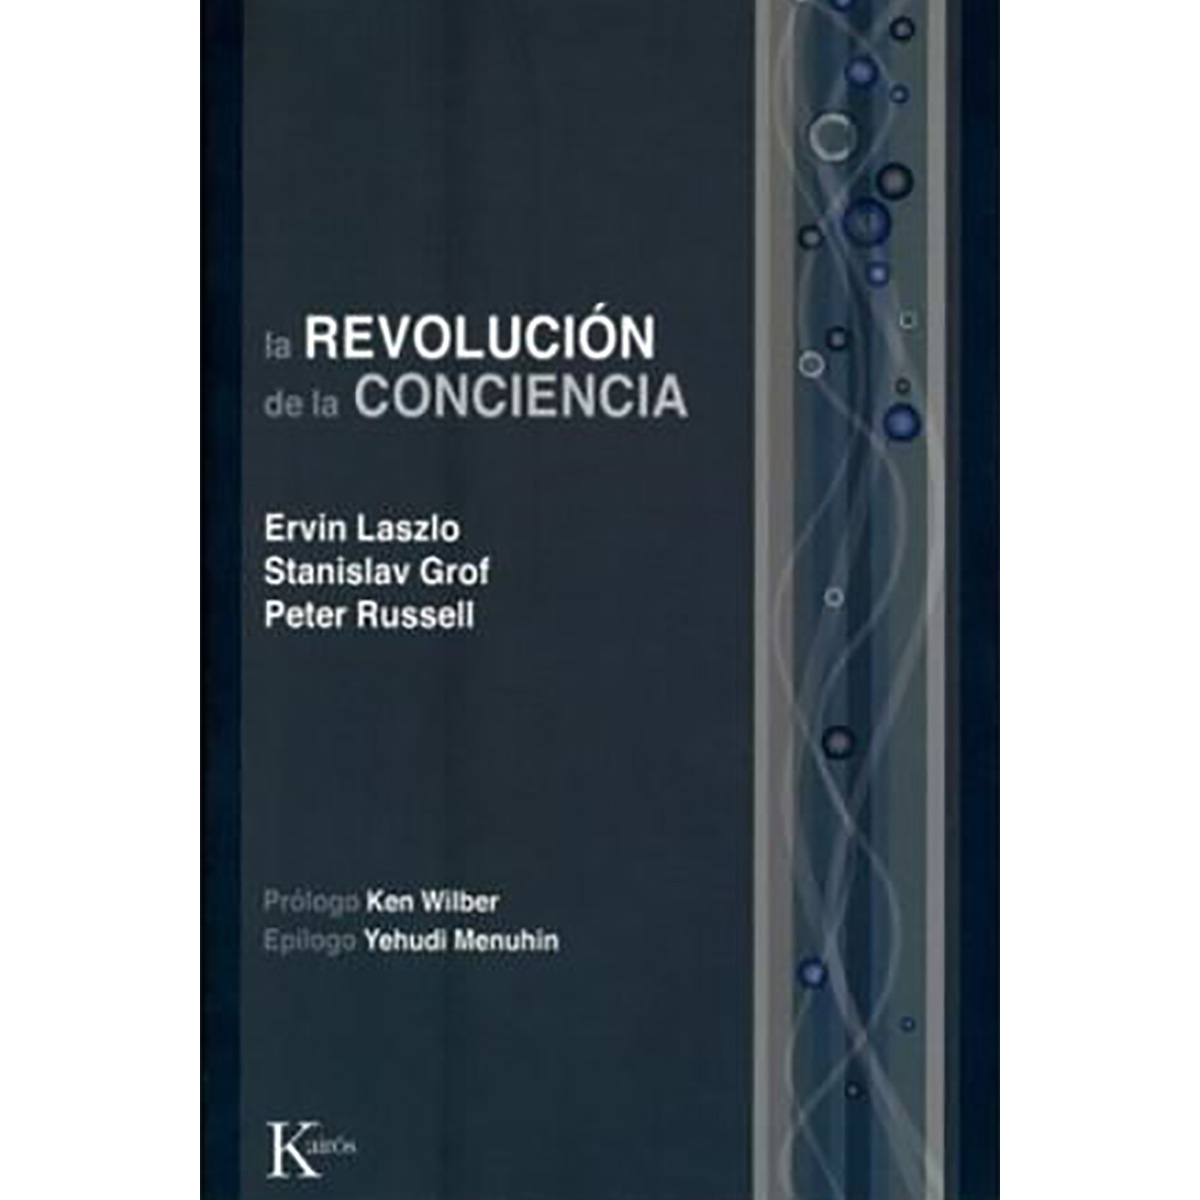 la REVOLUCIÓN
de la CONCIENCIA
Ervin Laszlo
Stanislav Grof
Peter Russell
Prólogo Ken Wilber
Epílogo Yehudi Menuhin
Kairós